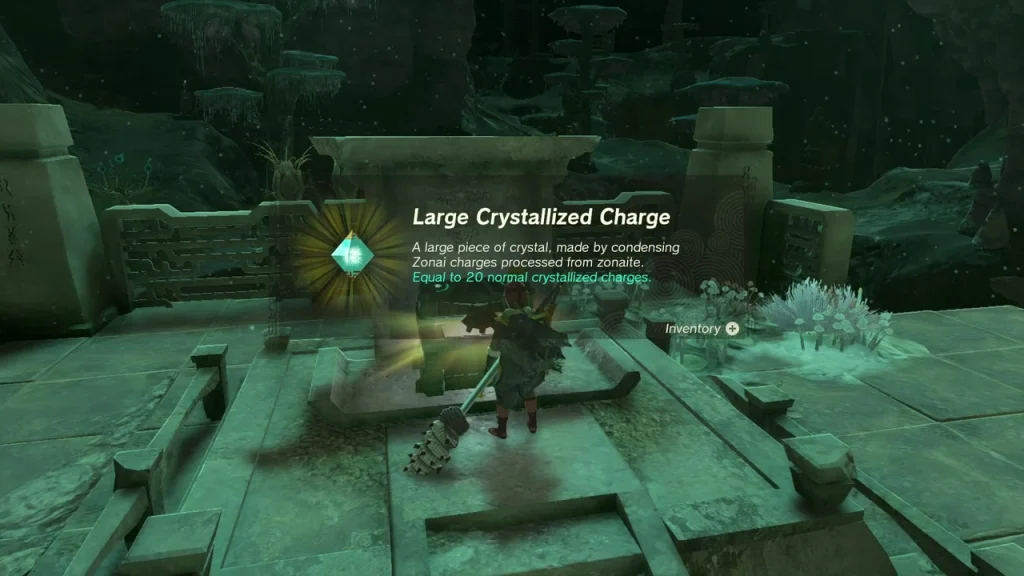 Large Crystallized Charge
A large piece of crystal, made by condensing
Zonai charges processed from zonaite.
Equal to 20 normal crystallized charges.
Inventory